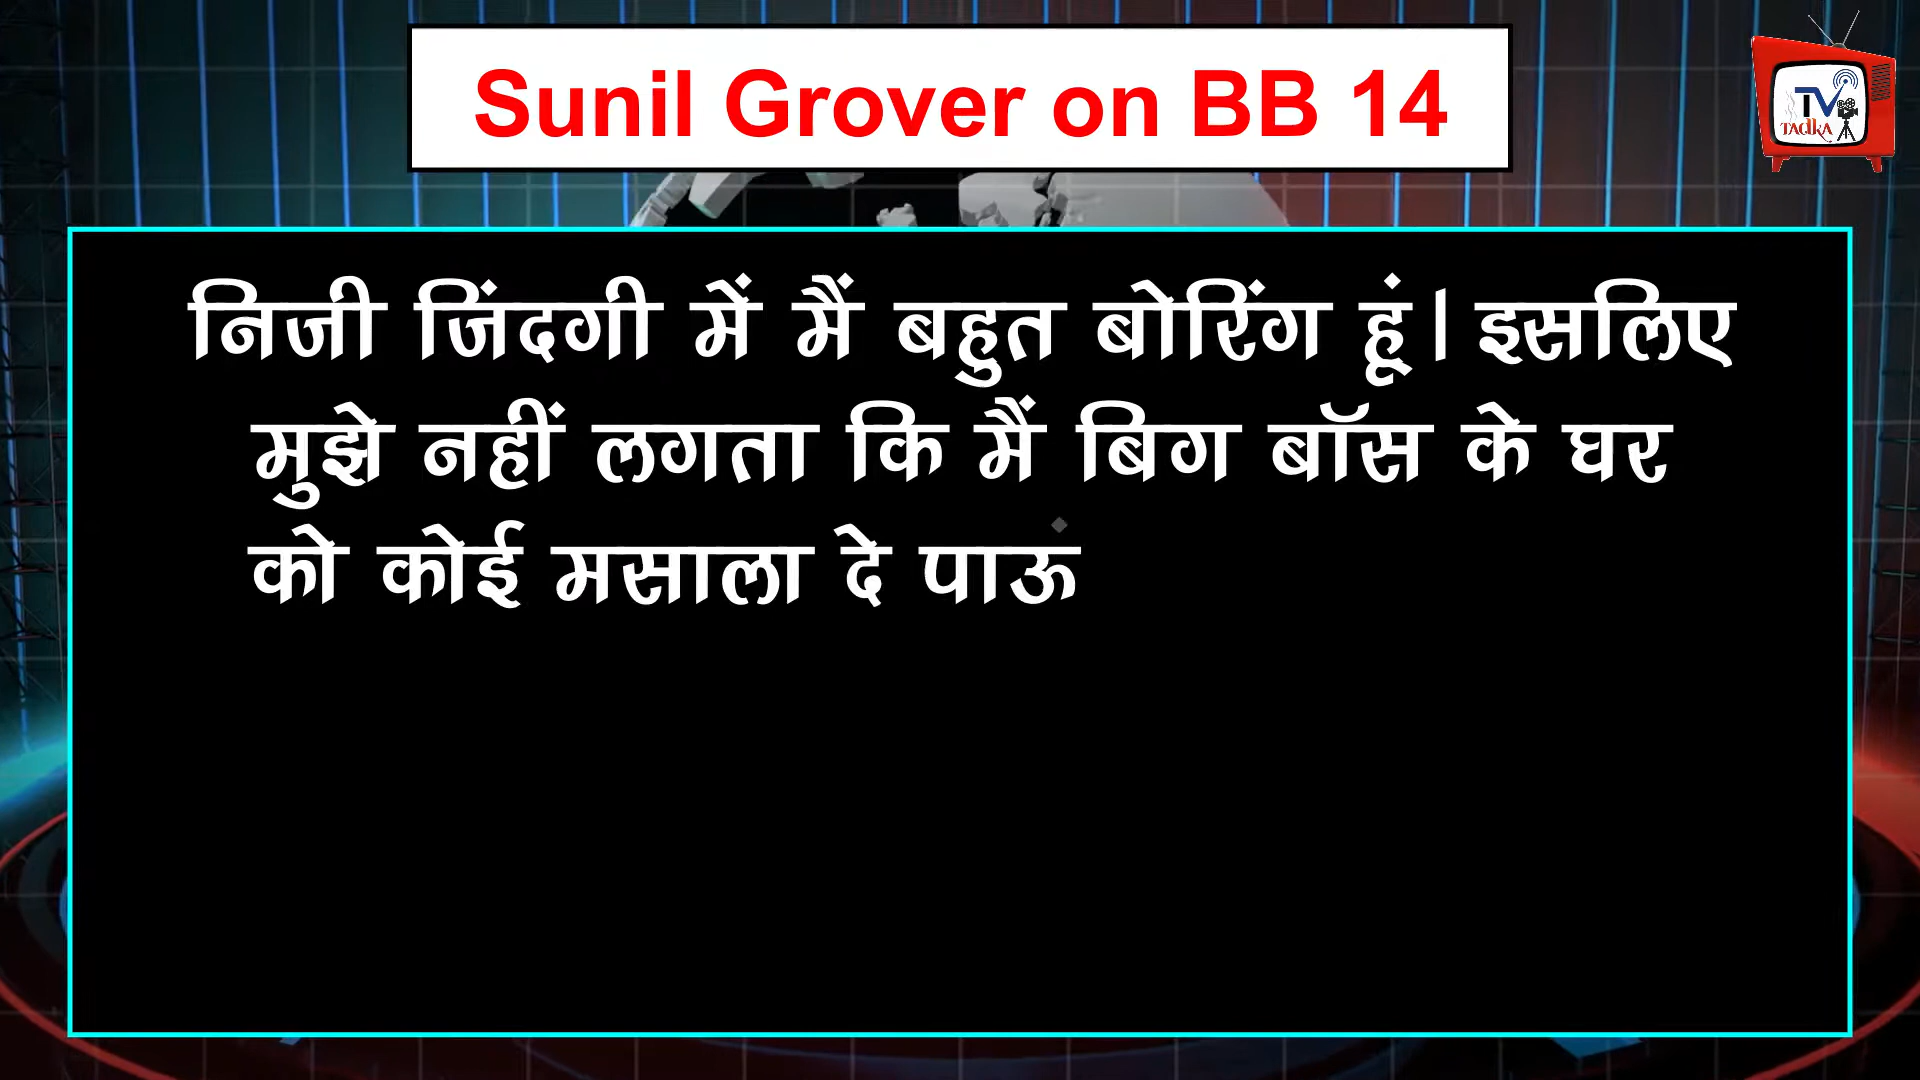 Sunil Grover on BB 14
TV
TADKA
निजी जिंदगी में मैं बहुत बोरिंग हूं। इसलिए
मुझे नहीं लगता कि मैं बिग बॉस के घर
को कोई मसाला दे पाऊं